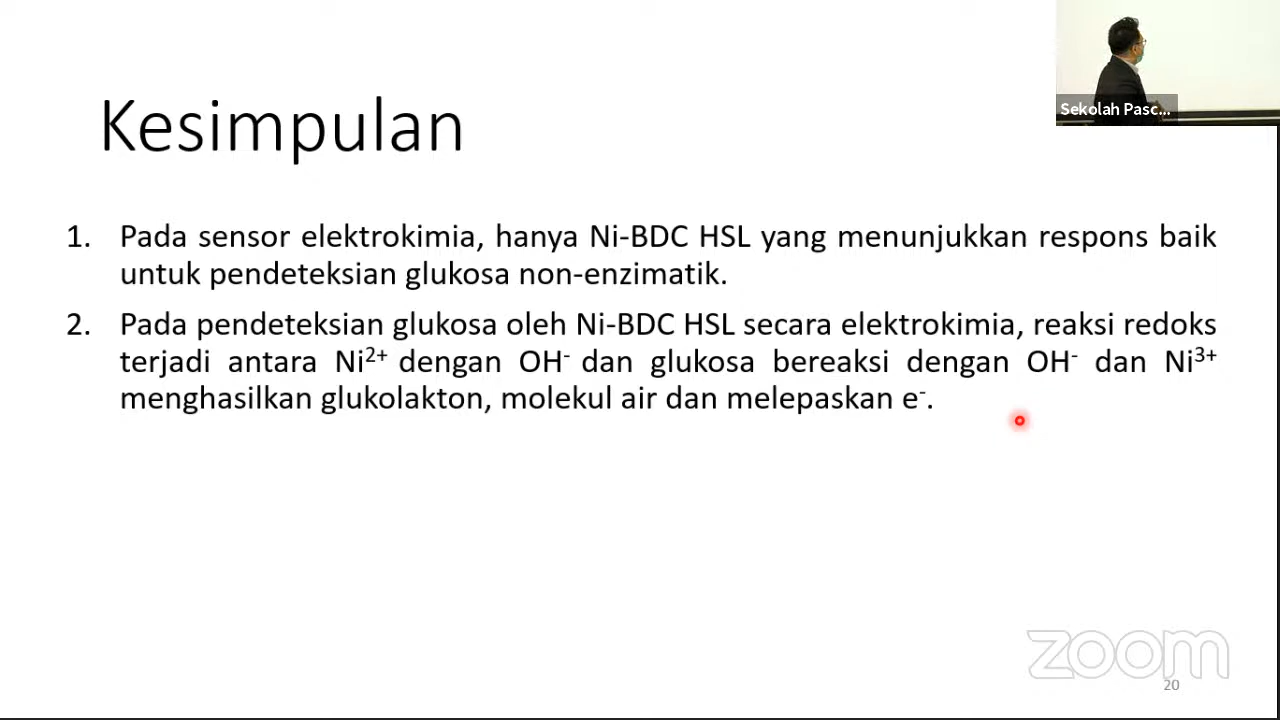 Sekolah Pasc...
Kesimpulan
1. Pada sensor elektrokimia, hanya Ni-BDC HSL yang menunjukkan respons baik
untuk pendeteksian glukosa non-enzimatik.
2. Pada pendeteksian glukosa oleh Ni-BDC HSL secara elektrokimia, reaksi redoks
terjadi antara Ni²⁺ dengan OH⁻ dan glukosa bereaksi dengan OH⁻ dan Ni³⁺
menghasilkan glukolakton, molekul air dan melepaskan e⁻.
zoom
20